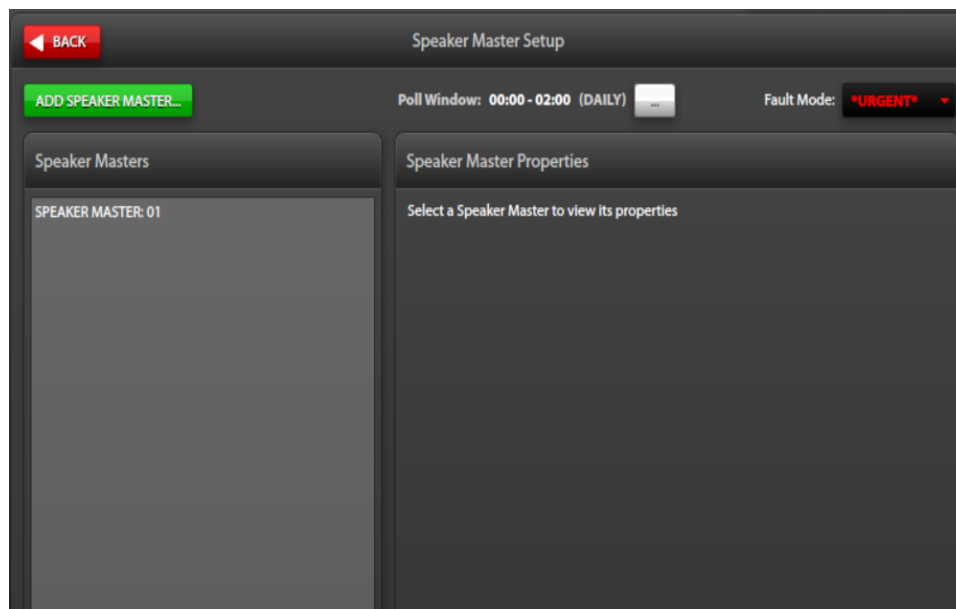 BACK
Speaker Master Setup
ADD SPEAKER MASTER...
Poll Window: 00:00 - 02:00 (DAILY) ...
Fault Mode: *URGENT*
Speaker Masters
Speaker Master Properties
SPEAKER MASTER: 01
Select a Speaker Master to view its properties